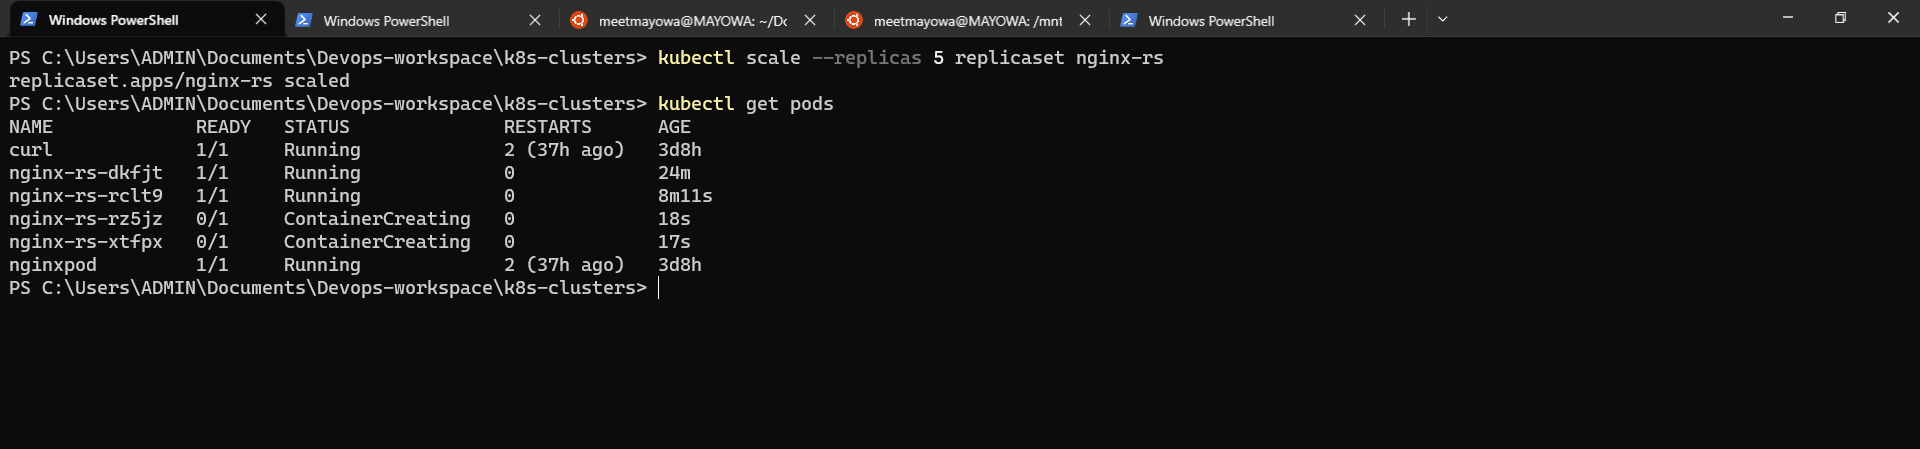 Windows PowerShell
Windows PowerShell
meetmayowa@MAYOWA: ~/Dc
meetmayowa@MAYOWA: /mnt
Windows PowerShell
PS C:\Users\ADMIN\Documents\Devops-workspace\k8s-clusters> kubectl scale --replicas 5 replicaset nginx-rs
replicaset.apps/nginx-rs scaled
PS C:\Users\ADMIN\Documents\Devops-workspace\k8s-clusters> kubectl get pods
NAME             READY   STATUS              RESTARTS      AGE
curl             1/1     Running             2 (37h ago)   3d8h
nginx-rs-dkfjt   1/1     Running             0             24m
nginx-rs-rclt9   1/1     Running             0             8m11s
nginx-rs-rz5jz   0/1     ContainerCreating   0             18s
nginx-rs-xtfpx   0/1     ContainerCreating   0             17s
nginxpod         1/1     Running             2 (37h ago)   3d8h
PS C:\Users\ADMIN\Documents\Devops-workspace\k8s-clusters>